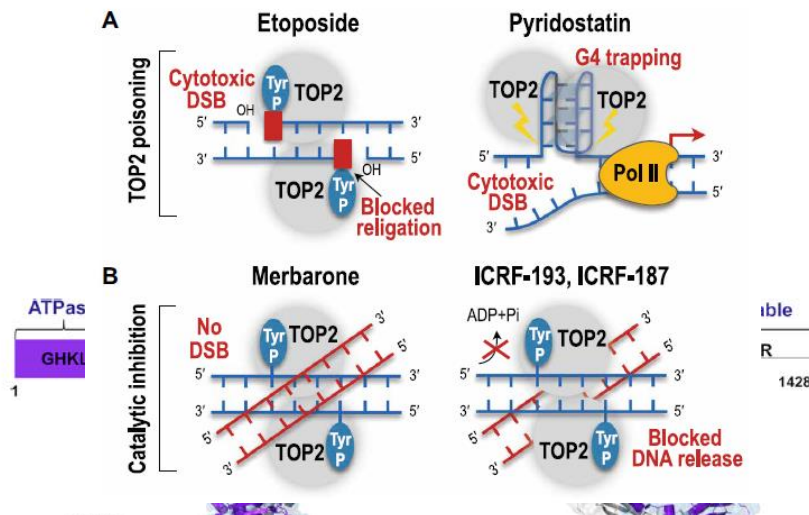 A
Etoposide
Pyridostatin
TOP2 poisoning
Cytotoxic
DSB
Tyr
P
TOP2
OH
5′ 3′
3′ 5′
OH
TOP2
Tyr
P
Blocked
religation
G4 trapping
TOP2 TOP2
5′ 3′
Cytotoxic
DSB
Pol II
5′
3′
B
Merbarone
ICRF-193, ICRF-187
Catalytic inhibition
No
DSB
Tyr
P
TOP2
3′
5′
5′ 3′
3′ 5′
5′
3′
TOP2
Tyr
P
ADP+Pi
Tyr
P
TOP2
3′
5′
5′ 3′
3′ 5′
5′
3′
TOP2
Tyr
P
Blocked
DNA release
ATPas
GHKL
1
ble
R
1428